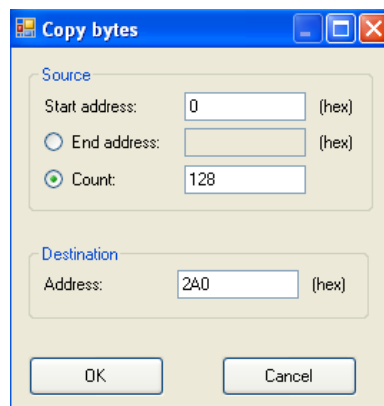 Copy bytes
Source
Start address: 0 (hex)
End address: (hex)
Count: 128
Destination
Address: 2A0 (hex)
OK Cancel